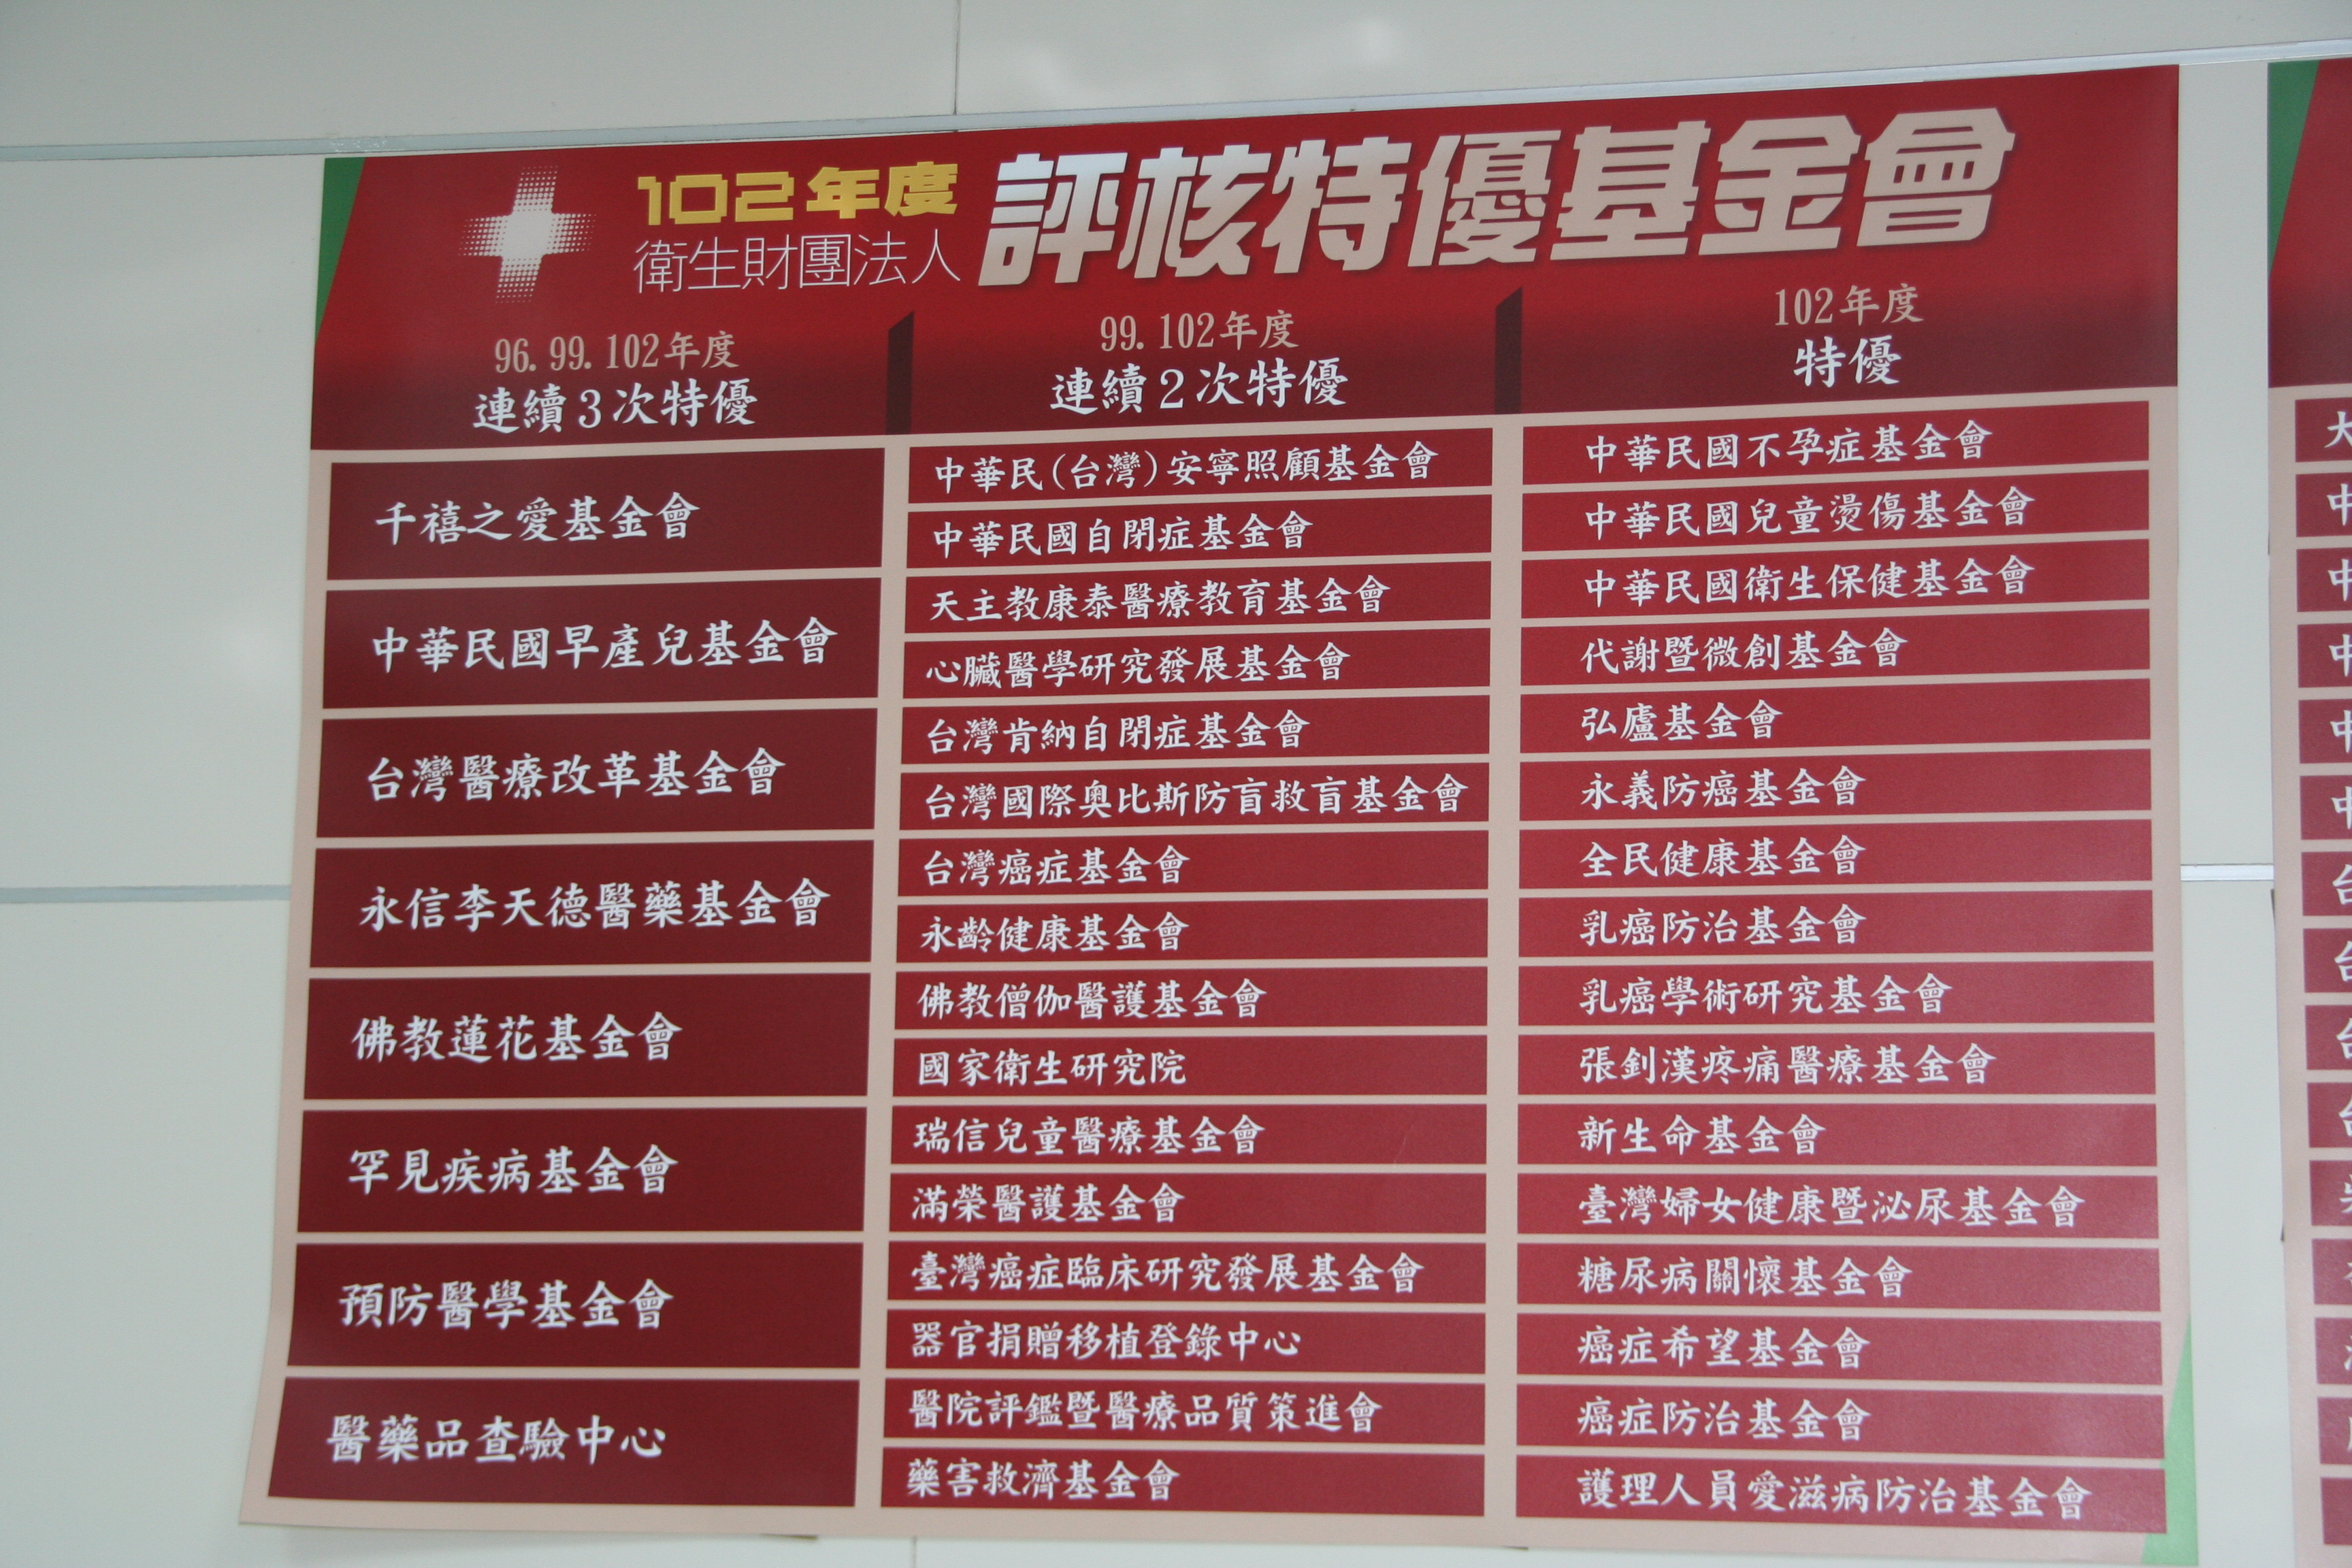 102年度
衛生財團法人
評核特優基金會
96.99.102年度
連續3次特優
千禧之愛基金會
中華民國早產兒基金會
台灣醫療改革基金會
永信李天德醫藥基金會
佛教蓮花基金會
罕見疾病基金會
預防醫學基金會
醫藥品查驗中心
99.102年度
連續2次特優
中華民(台灣)安寧照顧基金會
中華民國自閉症基金會
天主教康泰醫療教育基金會
心臟醫學研究發展基金會
台灣肯納自閉症基金會
台灣國際奧比斯防盲救盲基金會
台灣癌症基金會
永齡健康基金會
佛教僧伽醫護基金會
國家衛生研究院
瑞信兒童醫療基金會
滿榮醫護基金會
臺灣癌症臨床研究發展基金會
器官捐贈移植登錄中心
醫院評鑑暨醫療品質策進會
藥害救濟基金會
102年度
特優
中華民國不孕症基金會
中華民國兒童燙傷基金會
中華民國衛生保健基金會
代謝暨微創基金會
弘廬基金會
永義防癌基金會
全民健康基金會
乳癌防治基金會
乳癌學術研究基金會
張釗漢疼痛醫療基金會
新生命基金會
臺灣婦女健康暨泌尿基金會
糖尿病關懷基金會
癌症希望基金會
癌症防治基金會
護理人員愛滋病防治基金會